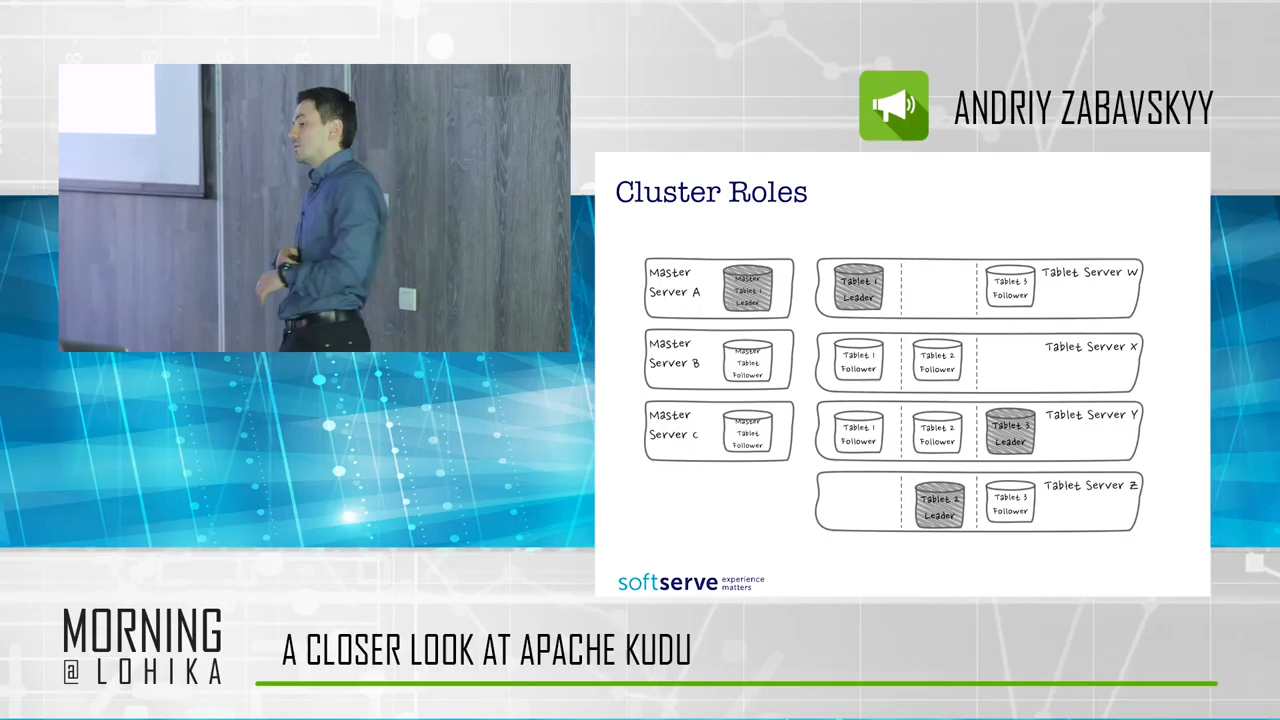 ANDRIY ZABAVSKYY
Cluster Roles
Master
Server A
Master
Tablet 1
Leader
Master
Server B
Master
Tablet
Follower
Master
Server C
Master
Tablet
Follower
Tablet 1
Leader
Tablet 3
Follower
Tablet Server W
Tablet 1
Follower
Tablet 2
Follower
Tablet Server X
Tablet 1
Follower
Tablet 2
Follower
Tablet 3
Leader
Tablet Server Y
Tablet 2
Leader
Tablet 3
Follower
Tablet Server Z
softserve experience
matters
MORNING
@ LOHIKA
A CLOSER LOOK AT APACHE KUDU